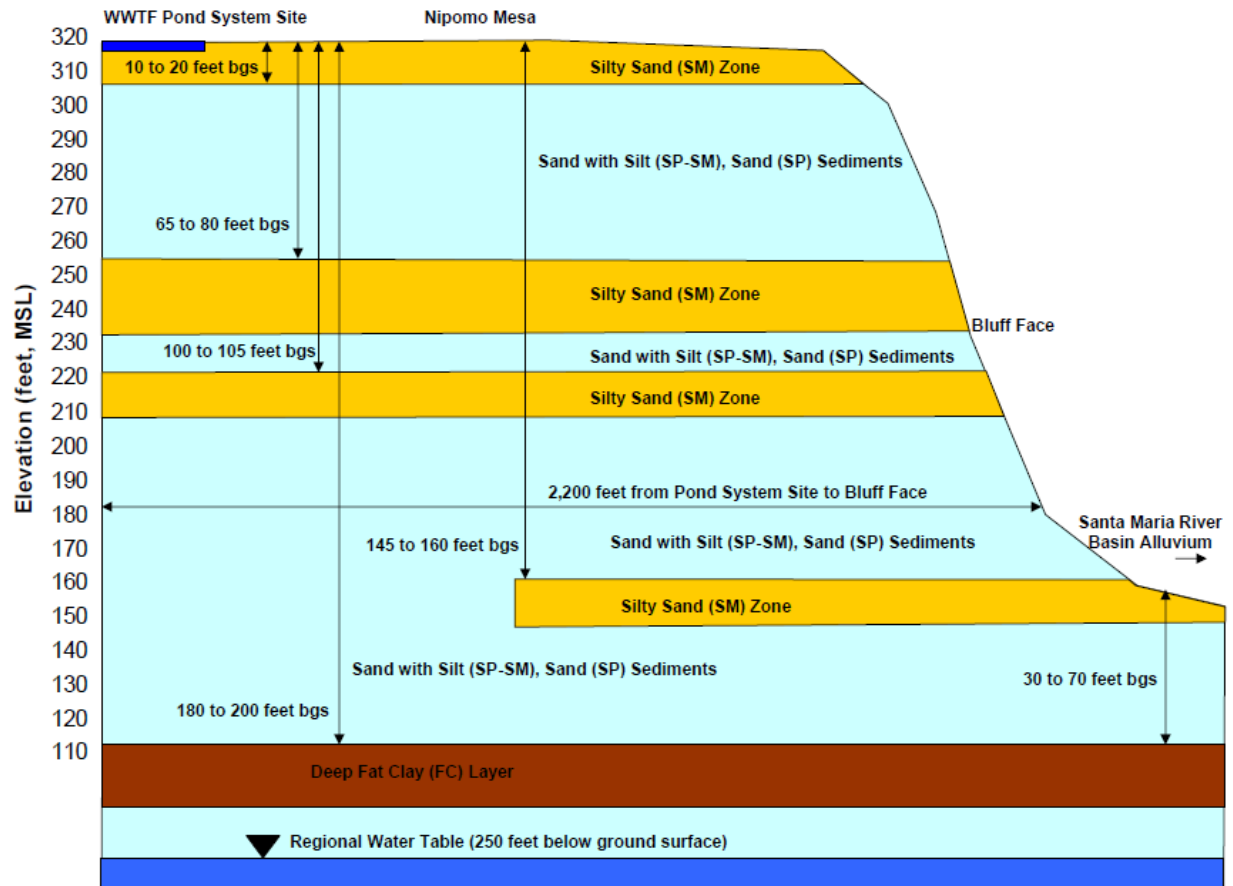 WWTF Pond System Site
Nipomo Mesa
320
310
300
290
280
270
260
250
240
230
220
210
200
190
180
170
160
150
140
130
120
110
Elevation (feet, MSL)
10 to 20 feet bgs
Silty Sand (SM) Zone
Sand with Silt (SP-SM), Sand (SP) Sediments
65 to 80 feet bgs
Silty Sand (SM) Zone
Bluff Face
100 to 105 feet bgs
Sand with Silt (SP-SM), Sand (SP) Sediments
Silty Sand (SM) Zone
2,200 feet from Pond System Site to Bluff Face
Santa Maria River
Basin Alluvium
145 to 160 feet bgs
Sand with Silt (SP-SM), Sand (SP) Sediments
Silty Sand (SM) Zone
Sand with Silt (SP-SM), Sand (SP) Sediments
30 to 70 feet bgs
180 to 200 feet bgs
Deep Fat Clay (FC) Layer
Regional Water Table (250 feet below ground surface)